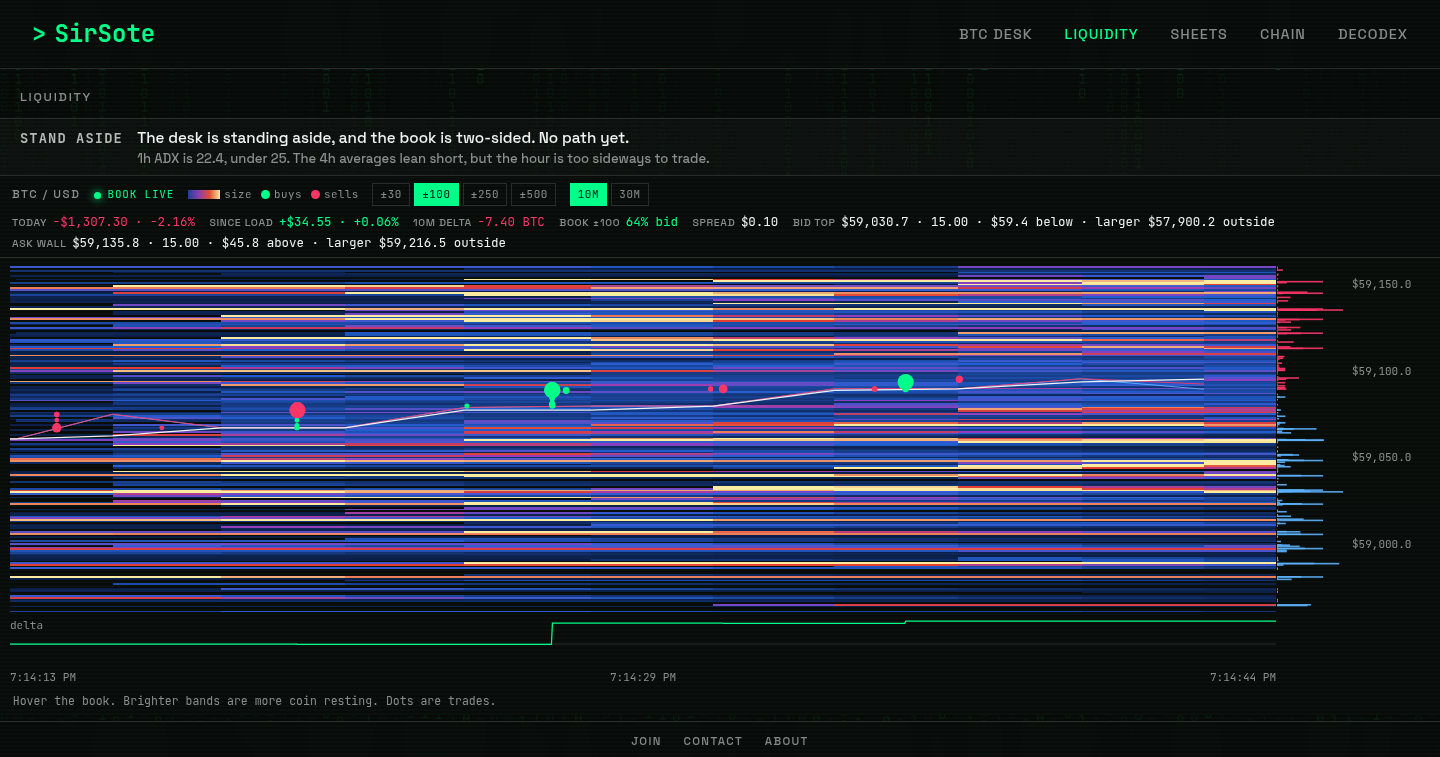 > SirSote
BTC DESK LIQUIDITY SHEETS CHAIN DECODEX
LIQUIDITY
STAND ASIDE The desk is standing aside, and the book is two-sided. No path yet.
1h ADX is 22.4, under 25. The 4h averages lean short, but the hour is too sideways to trade.
BTC / USD BOOK LIVE size buys sells ±30 ±100 ±250 ±500 10M 30M
TODAY -$1,307.30 · -2.16% SINCE LOAD +$34.55 · +0.06% 10M DELTA -7.40 BTC BOOK ±100 64% bid SPREAD $0.10 BID TOP $59,030.7 · 15.00 · $59.4 below · larger $57,900.2 outside
ASK WALL $59,135.8 · 15.00 · $45.8 above · larger $59,216.5 outside
$59,150.0
$59,100.0
$59,050.0
$59,000.0
delta
7:14:13 PM 7:14:29 PM 7:14:44 PM
Hover the book. Brighter bands are more coin resting. Dots are trades.
JOIN CONTACT ABOUT